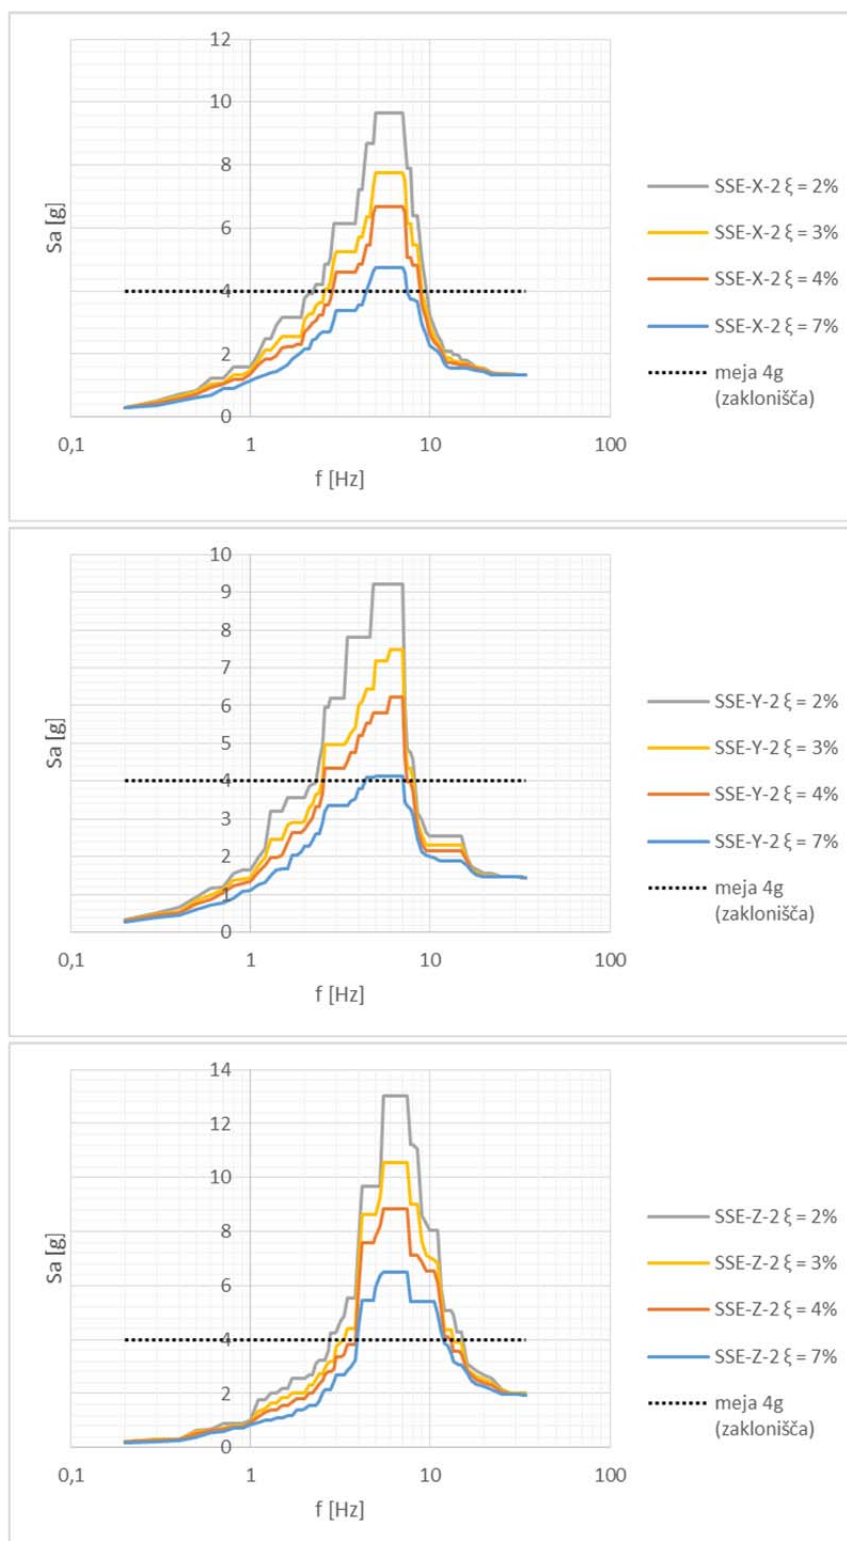 12
10
8
6
4
2
0
Sa [g]
0,1
1
10
100
f [Hz]
SSE-X-2 ξ = 2%
SSE-X-2 ξ = 3%
SSE-X-2 ξ = 4%
SSE-X-2 ξ = 7%
meja 4g
(zaklonišča)
10
9
8
7
6
5
4
3
2
1
0
Sa [g]
0,1
1
10
100
f [Hz]
SSE-Y-2 ξ = 2%
SSE-Y-2 ξ = 3%
SSE-Y-2 ξ = 4%
SSE-Y-2 ξ = 7%
meja 4g
(zaklonišča)
14
12
10
8
6
4
2
0
Sa [g]
0,1
1
10
100
f [Hz]
SSE-Z-2 ξ = 2%
SSE-Z-2 ξ = 3%
SSE-Z-2 ξ = 4%
SSE-Z-2 ξ = 7%
meja 4g
(zaklonišča)